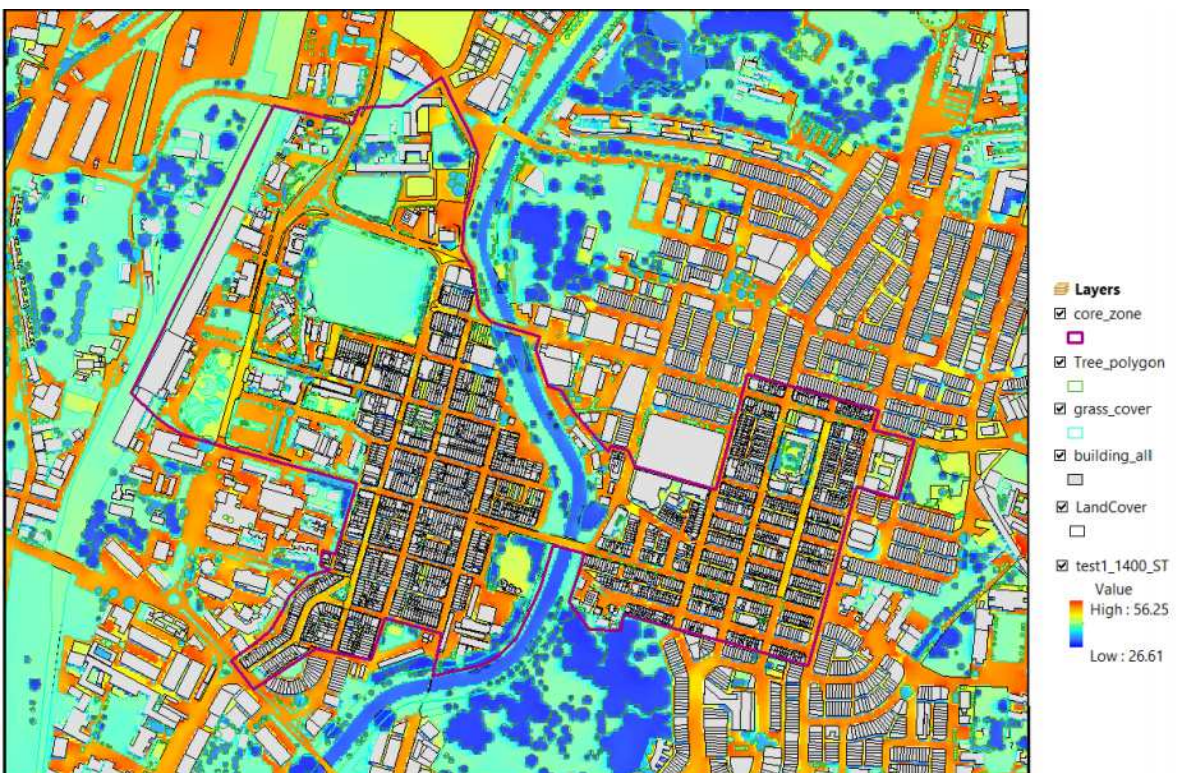 Layers
core_zone
Tree_polygon
grass_cover
building_all
LandCover
test1_1400_ST
Value
High : 56.25
Low : 26.61